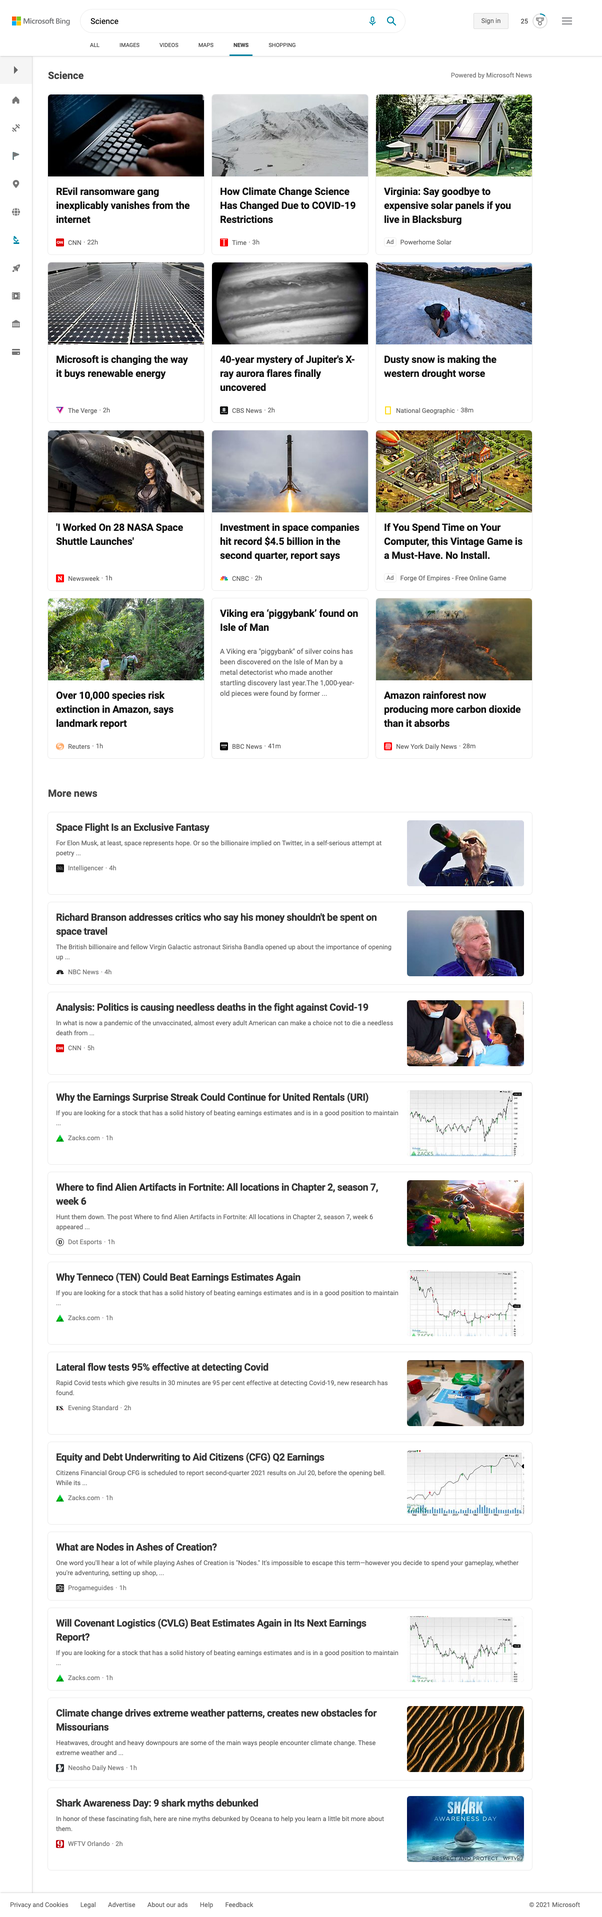 Microsoft Bing
Science
Sign in
25
ALL
IMAGES
VIDEOS
MAPS
NEWS
SHOPPING
Science
Powered by Microsoft News
REvil ransomware gang
inexplicably vanishes from the
internet
CNN · 22h
How Climate Change Science
Has Changed Due to COVID-19
Restrictions
Time · 3h
Virginia: Say goodbye to
expensive solar panels if you
live in Blacksburg
Ad Powerhome Solar
Microsoft is changing the way
it buys renewable energy
The Verge · 2h
40-year mystery of Jupiter's X-
ray aurora flares finally
uncovered
CBS News · 2h
Dusty snow is making the
western drought worse
National Geographic · 38m
'I Worked On 28 NASA Space
Shuttle Launches'
Newsweek · 1h
Investment in space companies
hit record $4.5 billion in the
second quarter, report says
CNBC · 2h
If You Spend Time on Your
Computer, this Vintage Game is
a Must-Have. No Install.
Ad Forge Of Empires - Free Online Game
Over 10,000 species risk
extinction in Amazon, says
landmark report
Reuters · 1h
Viking era 'piggybank' found on
Isle of Man
A Viking era "piggybank" of silver coins has
been discovered on the Isle of Man by a
metal detectorist who made another
startling discovery last year.The 1,000-year-
old pieces were found by former ...
BBC News · 41m
Amazon rainforest now
producing more carbon dioxide
than it absorbs
New York Daily News · 28m
More news
Space Flight Is an Exclusive Fantasy
For Elon Musk, at least, space represents hope. Or so the billionaire implied on Twitter, in a self-serious attempt at
poetry ...
Intelligencer · 4h
Richard Branson addresses critics who say his money shouldn't be spent on
space travel
The British billionaire and fellow Virgin Galactic astronaut Sirisha Bandla opened up about the importance of opening
up ...
NBC News · 4h
Analysis: Politics is causing needless deaths in the fight against Covid-19
In what is now a pandemic of the unvaccinated, almost every adult American can make a choice not to die a needless
death from ...
CNN · 5h
Why the Earnings Surprise Streak Could Continue for United Rentals (URI)
If you are looking for a stock that has a solid history of beating earnings estimates and is in a good position to maintain
...
Zacks.com · 1h
ZACKS
Where to find Alien Artifacts in Fortnite: All locations in Chapter 2, season 7,
week 6
Hunt them down. The post Where to find Alien Artifacts in Fortnite: All locations in Chapter 2, season 7, week 6
appeared ...
Dot Esports · 1h
Why Tenneco (TEN) Could Beat Earnings Estimates Again
If you are looking for a stock that has a solid history of beating earnings estimates and is in a good position to maintain
...
Zacks.com · 1h
Lateral flow tests 95% effective at detecting Covid
Rapid Covid tests which give results in 30 minutes are 95 per cent effective at detecting Covid-19, new research has
found.
ES. Evening Standard · 2h
Equity and Debt Underwriting to Aid Citizens (CFG) Q2 Earnings
Citizens Financial Group CFG is scheduled to report second-quarter 2021 results on Jul 20, before the opening bell.
While its ...
Zacks.com · 1h
What are Nodes in Ashes of Creation?
One word you'll hear a lot of while playing Ashes of Creation is "Nodes." It's impossible to escape this term—however you decide to spend your gameplay, whether
you're adventuring, setting up shop, ...
Progameguides · 1h
Will Covenant Logistics (CVLG) Beat Estimates Again in Its Next Earnings
Report?
If you are looking for a stock that has a solid history of beating earnings estimates and is in a good position to maintain
...
Zacks.com · 1h
Climate change drives extreme weather patterns, creates new obstacles for
Missourians
Heatwaves, drought and heavy downpours are some of the main ways people encounter climate change. These
extreme weather and ...
Neosho Daily News · 1h
Shark Awareness Day: 9 shark myths debunked
In honor of these fascinating fish, here are nine myths debunked by Oceana to help you learn a little bit more about
them.
WFTV Orlando · 2h
SHARK
AWARENESS DAY
RESPECT AND PROTECT
Privacy and Cookies
Legal
Advertise
About our ads
Help
Feedback
© 2021 Microsoft